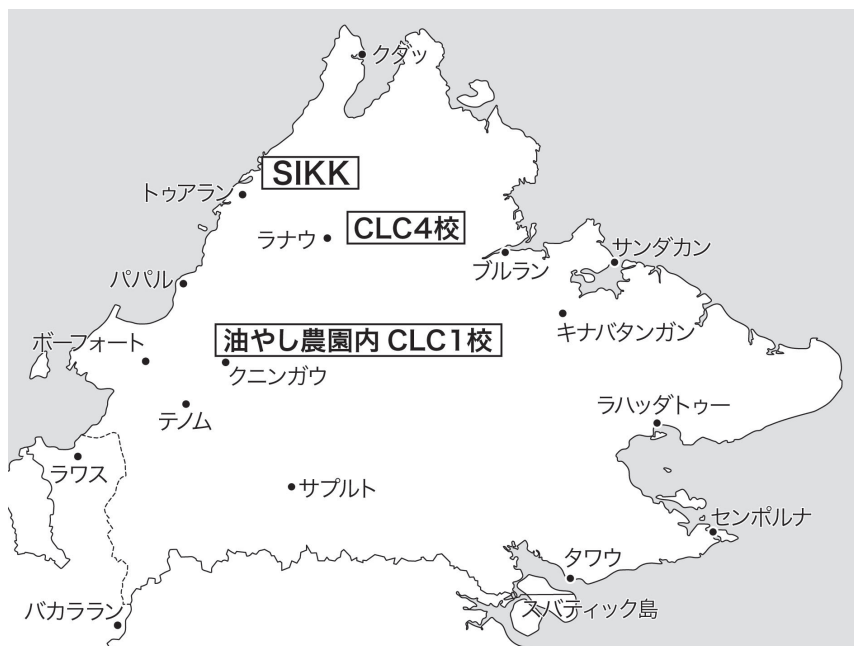 クダッ
SIKK
トゥアラン
CLC4校
ラナウ
サンダカン
ブルラン
パパル
キナバタンガン
ボーフォート
油やし農園内 CLC1校
クニンガウ
テノム
ラハッダトゥー
ラワス
サプルト
センポルナ
タワウ
スバティック島
バカララン